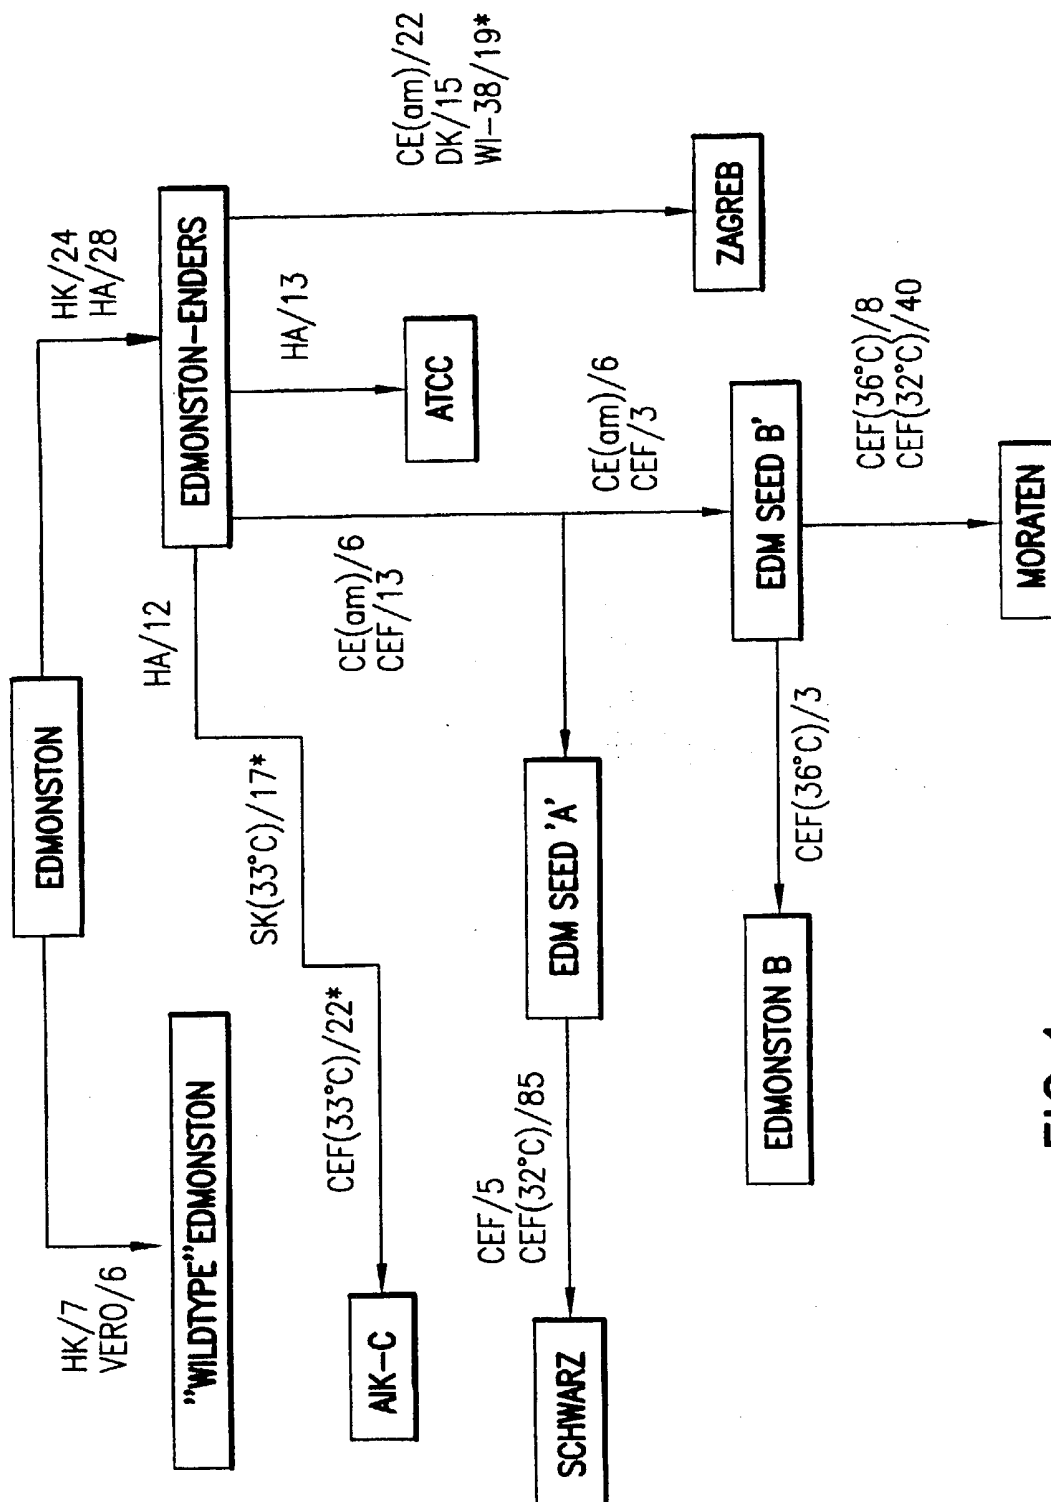 EDMONSTON
HK/7
VERO/6
HK/24
HA/28
"WILDTYPE"EDMONSTON
EDMONSTON-ENDERS
HA/12
SK(33°C)/17*
CEF(33°C)/22*
AIK-C
CE(am)/6
CEF/13
HA/13
ATCC
CE(am)/22
DK/15
WI-38/19*
ZAGREB
EDM SEED 'A'
CEF/5
CEF(32°C)/85
SCHWARZ
CE(am)/6
CEF/3
EDM SEED B'
CEF(36°C)/3
EDMONSTON B
CEF(36°C)/8
CEF(32°C)/40
MORATEN